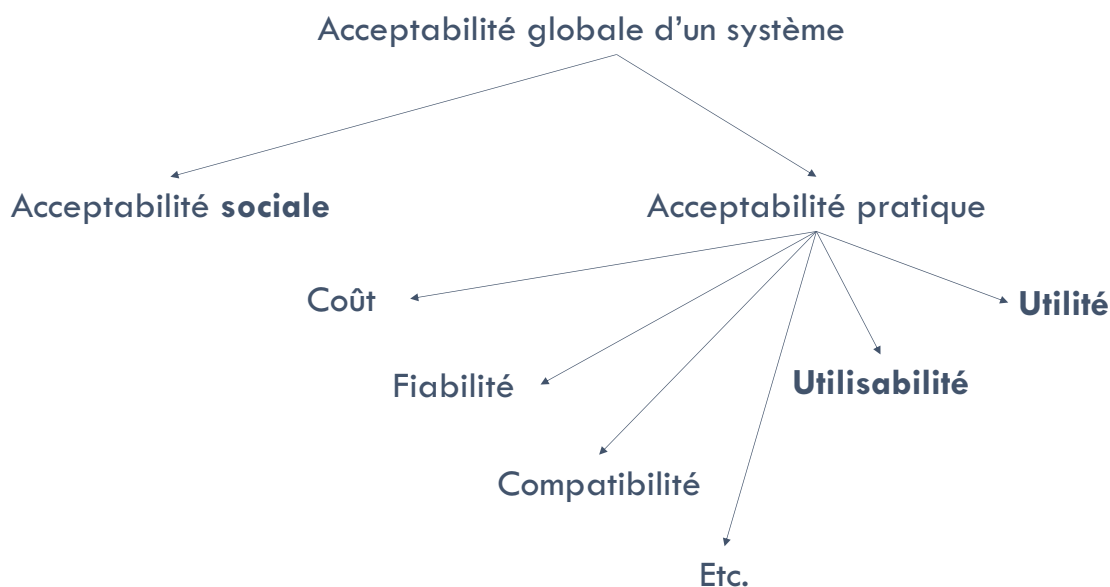 Acceptabilité globale d’un système
Acceptabilité sociale
Acceptabilité pratique
Coût
Utilité
Fiabilité
Utilisabilité
Compatibilité
Etc.